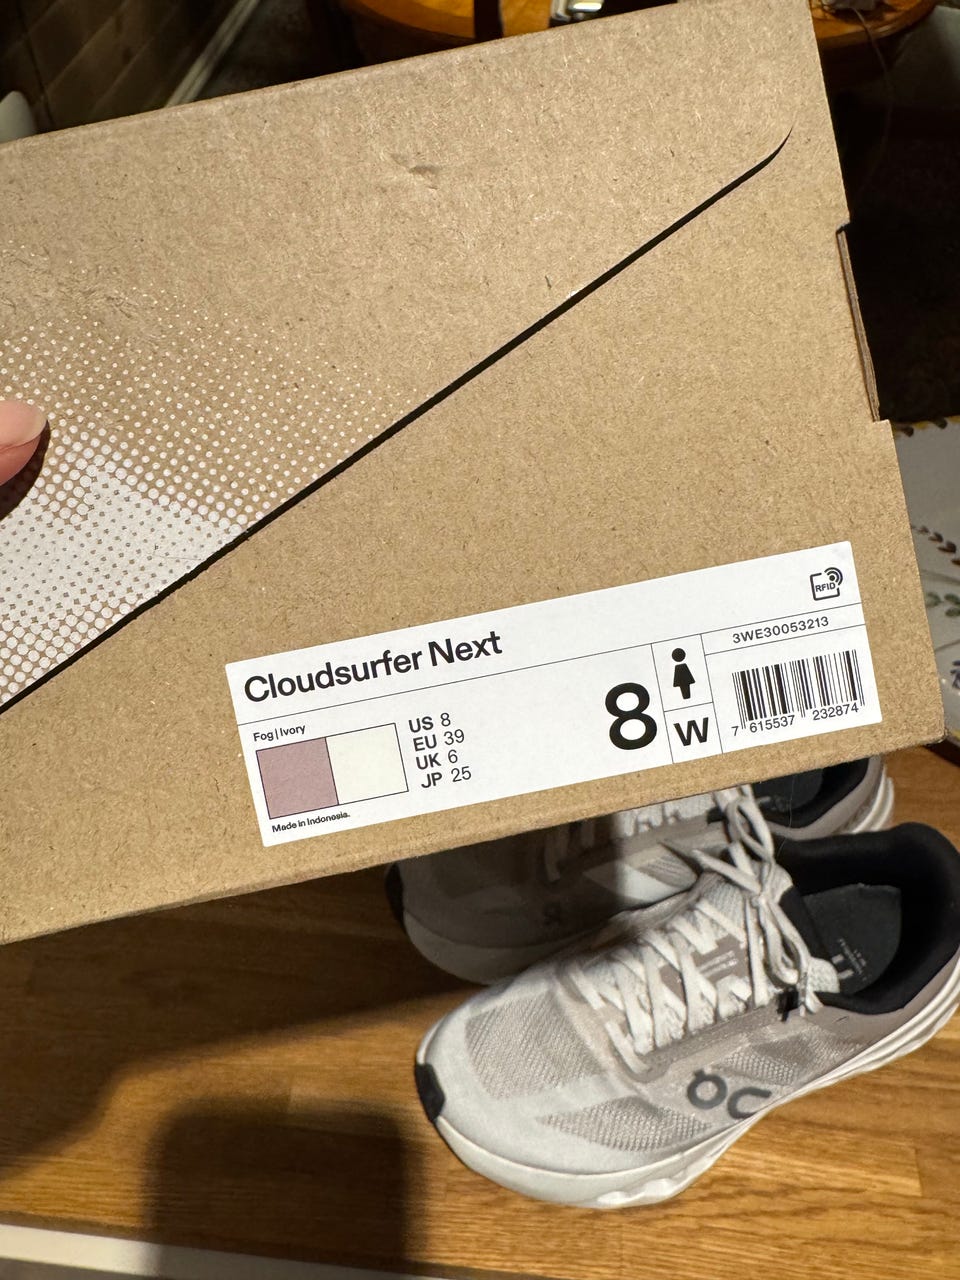 RFID
Cloudsurfer Next
3WE30053213
Fog | Ivory
US 8
EU 39
UK 6
JP 25
8
W
7 615537 232874
Made in Indonesia.